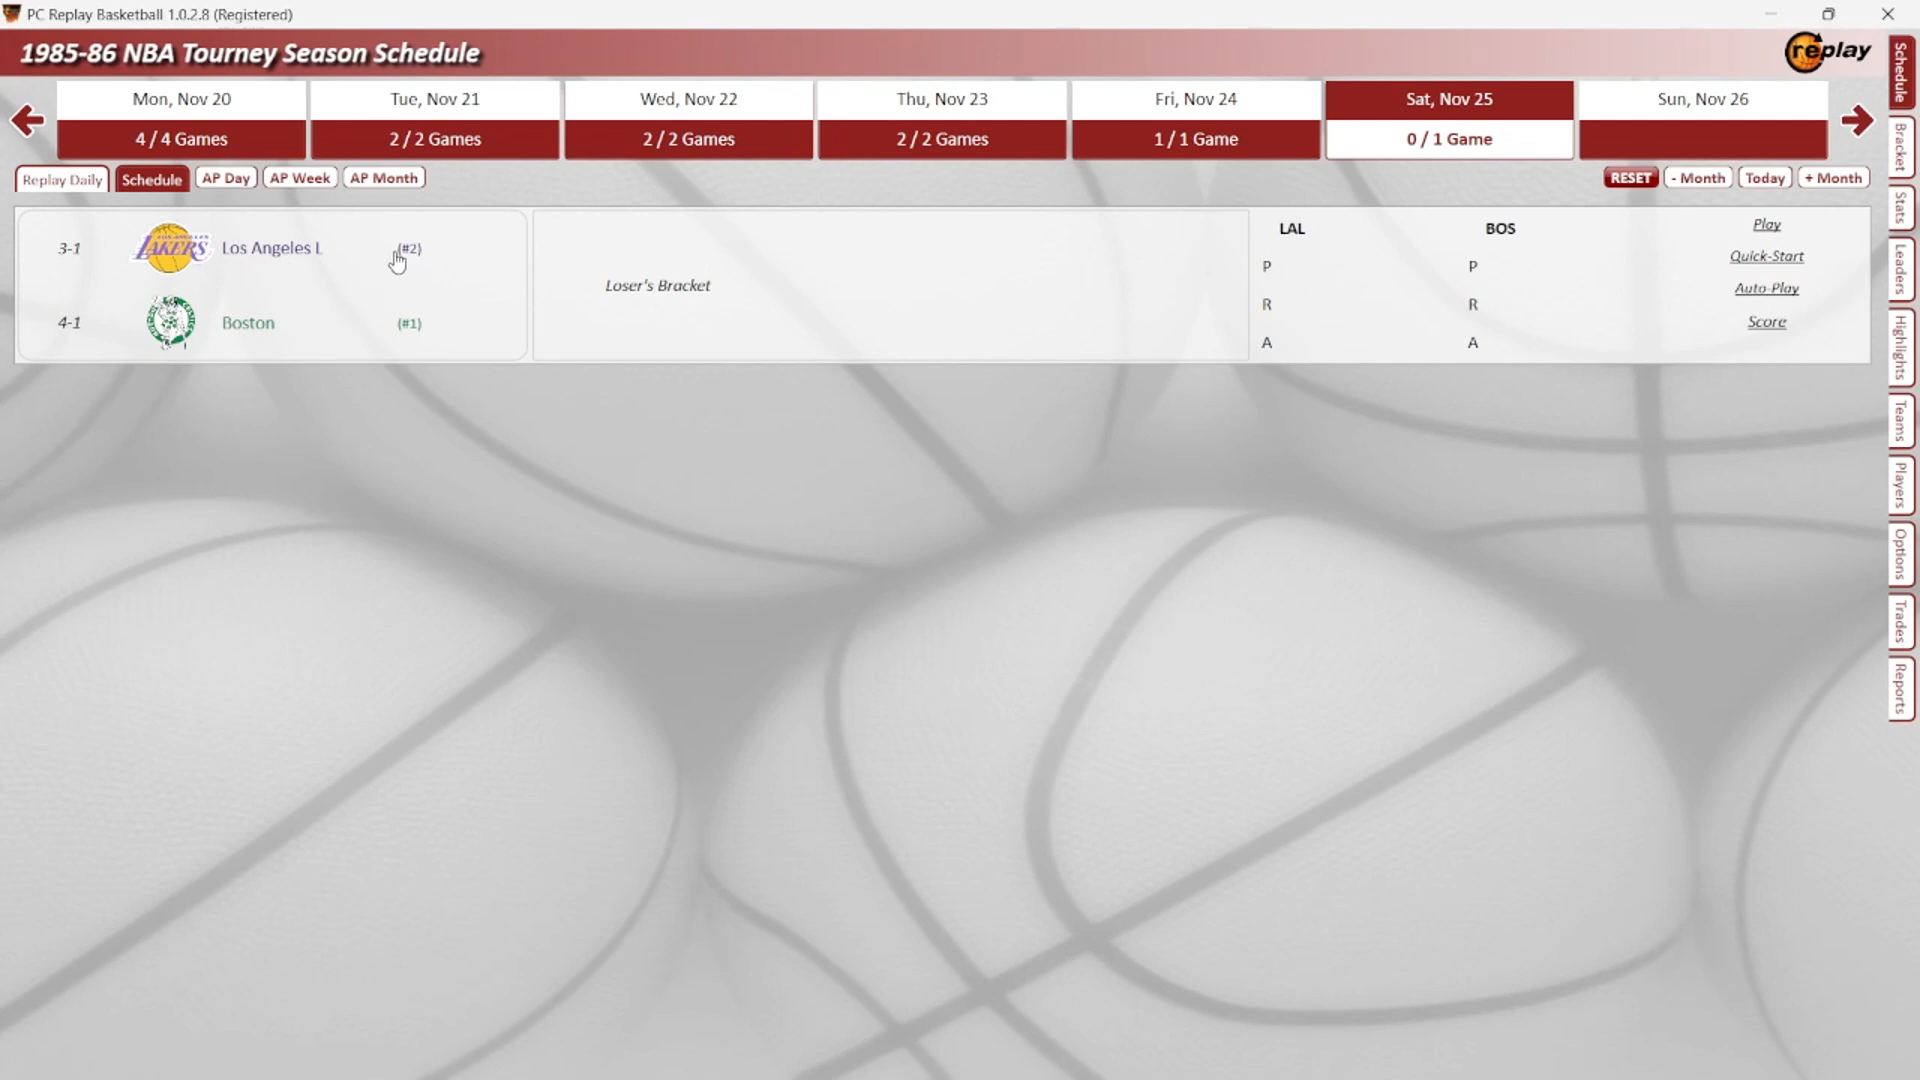 PC Replay Basketball 1.0.2.8 (Registered)
1985-86 NBA Tourney Season Schedule
replay
Mon, Nov 20
Tue, Nov 21
Wed, Nov 22
Thu, Nov 23
Fri, Nov 24
Sat, Nov 25
Sun, Nov 26
4 / 4 Games
2 / 2 Games
2 / 2 Games
2 / 2 Games
1 / 1 Game
0 / 1 Game
Replay Daily
Schedule
AP Day
AP Week
AP Month
RESET
- Month
Today
+ Month
3-1
LAKERS
Los Angeles L
(#2)
4-1
Boston
(#1)
Loser's Bracket
LAL
BOS
P
P
R
R
A
A
Play
Quick-Start
Auto-Play
Score
Schedule
Bracket
Stats
Leaders
Highlights
Teams
Players
Options
Trades
Reports